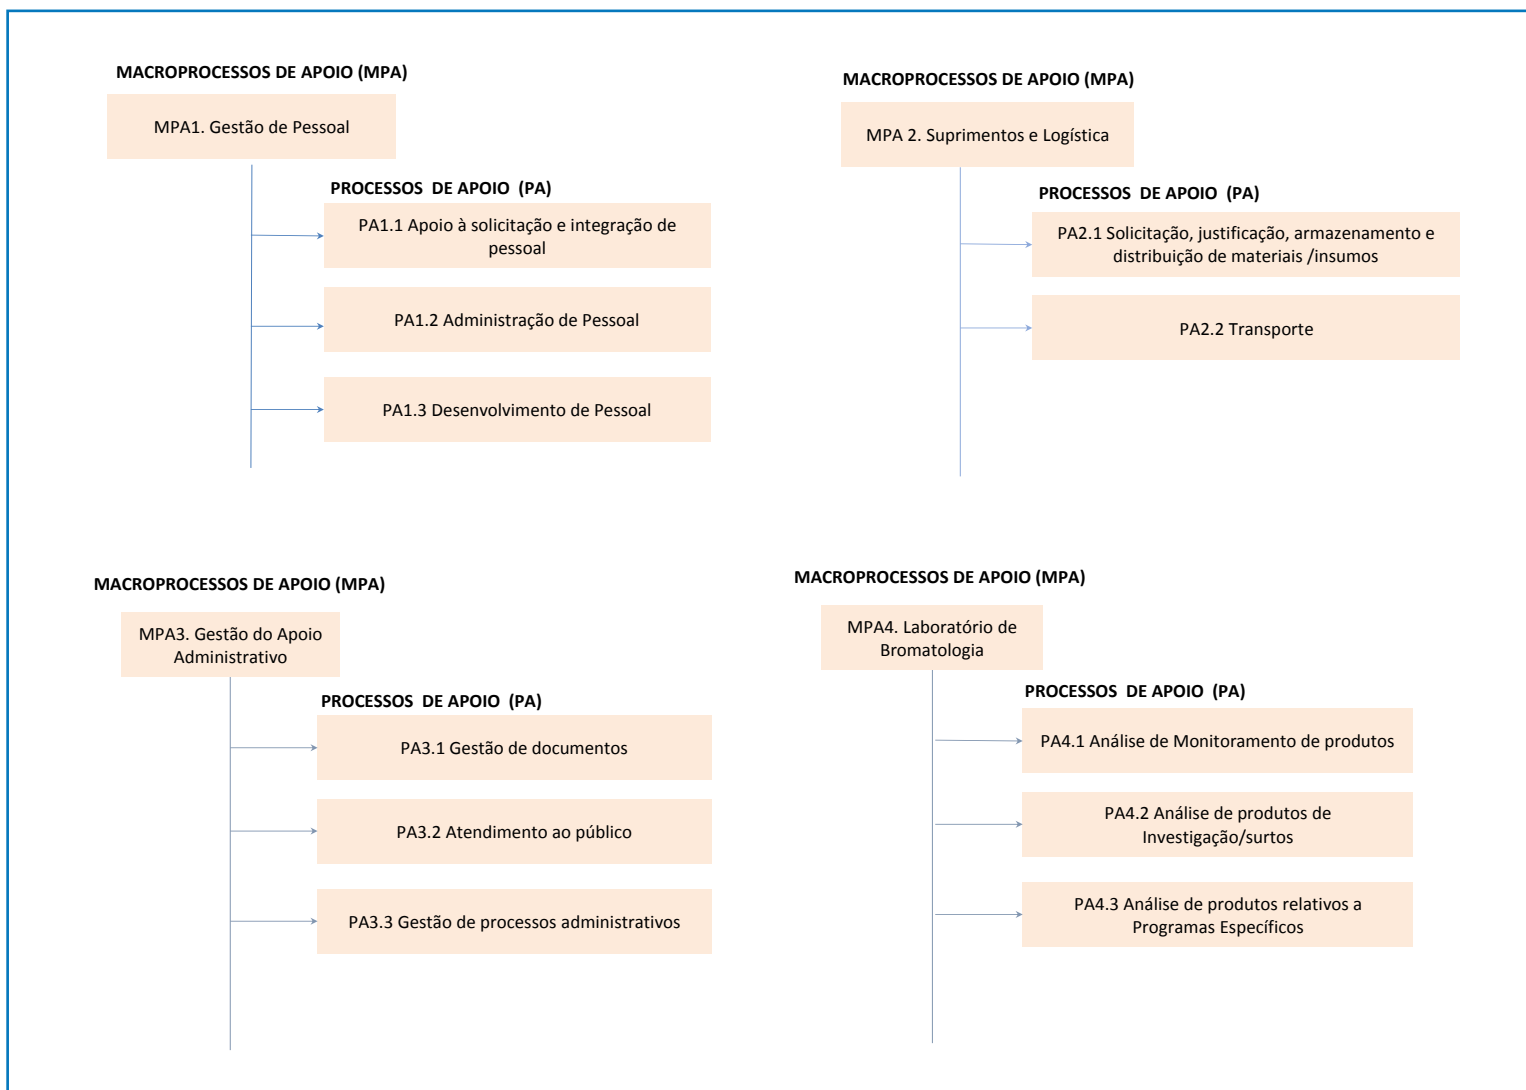 MACROPROCESSOS DE APOIO (MPA)
MPA1. Gestão de Pessoal
PROCESSOS  DE APOIO  (PA)
PA1.1 Apoio à solicitação e integração de
pessoal
PA1.2 Administração de Pessoal
PA1.3 Desenvolvimento de Pessoal
MACROPROCESSOS DE APOIO (MPA)
MPA 2. Suprimentos e Logística
PROCESSOS  DE APOIO  (PA)
PA2.1 Solicitação, justificação, armazenamento e
distribuição de materiais /insumos
PA2.2 Transporte
MACROPROCESSOS DE APOIO (MPA)
MPA3. Gestão do Apoio
Administrativo
PROCESSOS  DE APOIO  (PA)
PA3.1 Gestão de documentos
PA3.2 Atendimento ao público
PA3.3 Gestão de processos administrativos
MACROPROCESSOS DE APOIO (MPA)
MPA4. Laboratório de
Bromatologia
PROCESSOS  DE APOIO  (PA)
PA4.1 Análise de Monitoramento de produtos
PA4.2 Análise de produtos de
Investigação/surtos
PA4.3 Análise de produtos relativos a
Programas Específicos